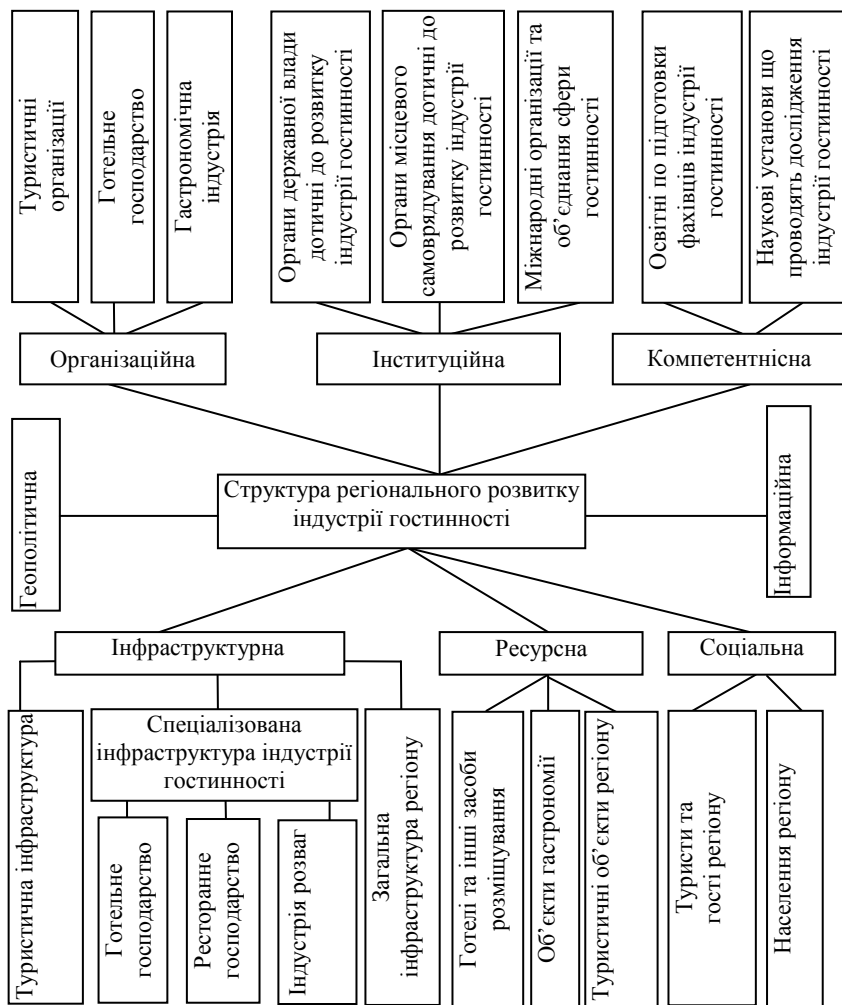 Туристичні
організації
Готельне
господарство
Гастрономічна
індустрія
Органи державної влади
дотичні до розвитку
індустрії гостинності
Органи місцевого
самоврядування дотичні до
розвитку індустрії
гостинності
Міжнародні організації та
об’єднання сфери
гостинності
Освітні по підготовки
фахівців індустрії
гостинності
Наукові установи що
проводять дослідження
індустрії гостинності
Організаційна
Інституційна
Компетентнісна
Геополітична
Структура регіонального розвитку
індустрії гостинності
Інформаційна
Інфраструктурна
Ресурсна
Соціальна
Туристична інфраструктура
Спеціалізована
інфраструктура індустрії
гостинності
Готельне
господарство
Ресторанне
господарство
Індустрія розваг
Загальна
інфраструктура регіону
Готелі та інші засоби
розміщування
Об’єкти гастрономії
Туристичні об’єкти регіону
Туристи та
гості регіону
Населення регіону